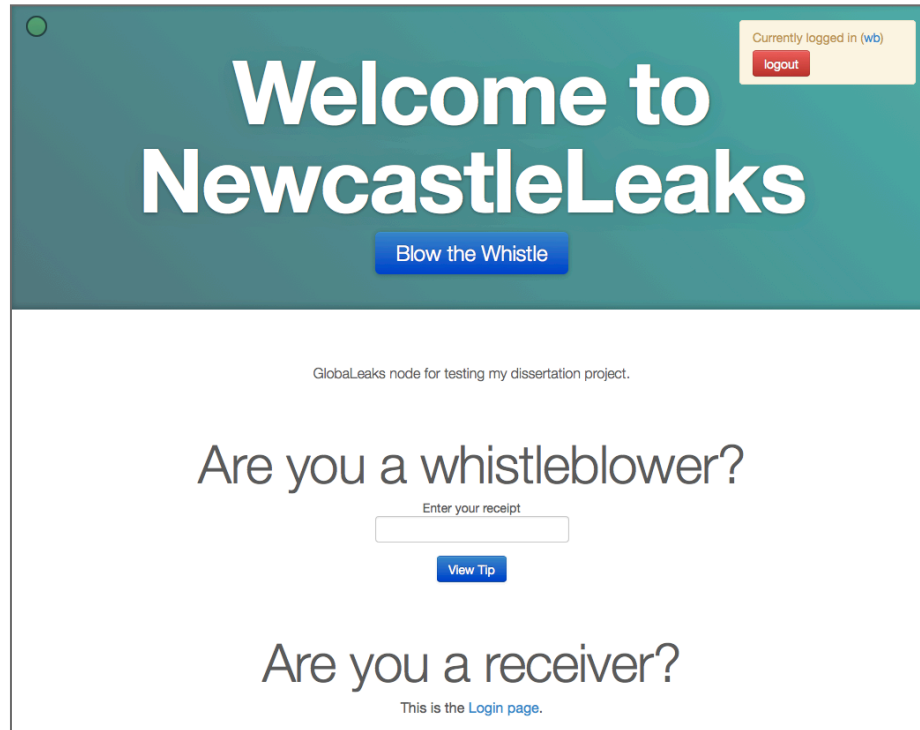 Currently logged in (wb)
logout
Welcome to
NewcastleLeaks
Blow the Whistle
GlobaLeaks node for testing my dissertation project.
Are you a whistleblower?
Enter your receipt
View Tip
Are you a receiver?
This is the Login page.